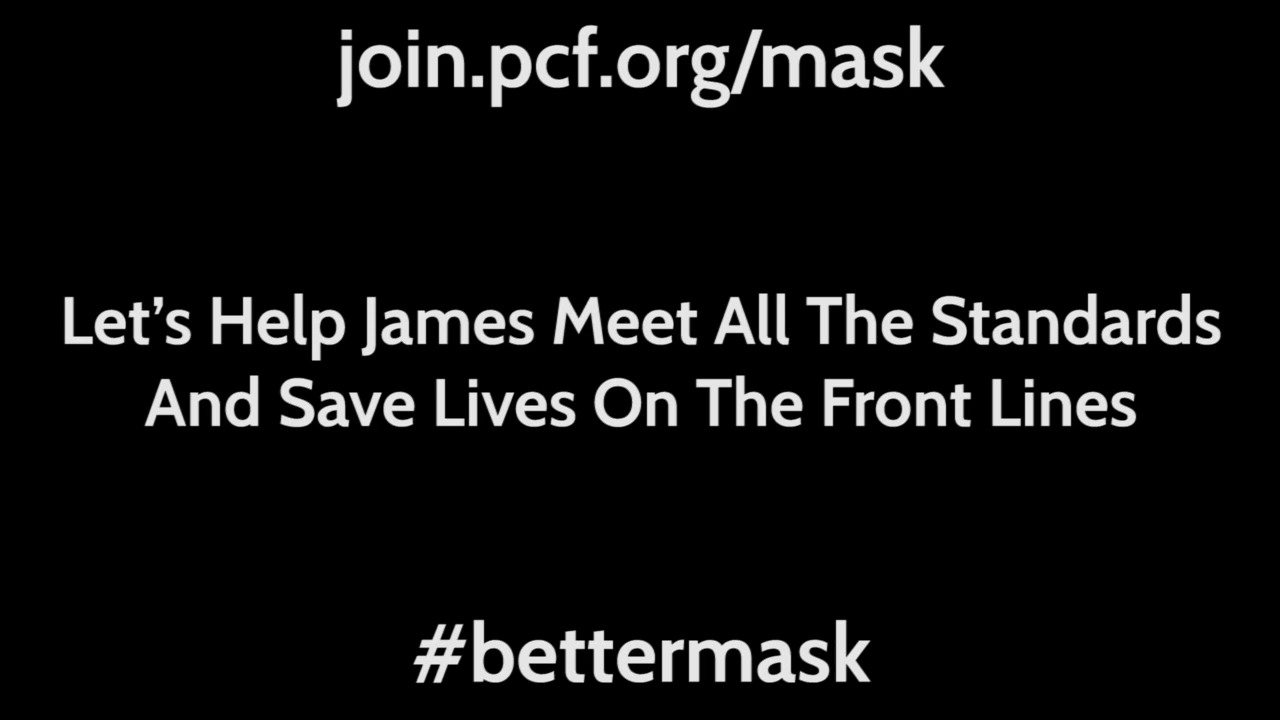 join.pcf.org/mask
Let’s Help James Meet All The Standards
And Save Lives On The Front Lines
#bettermask